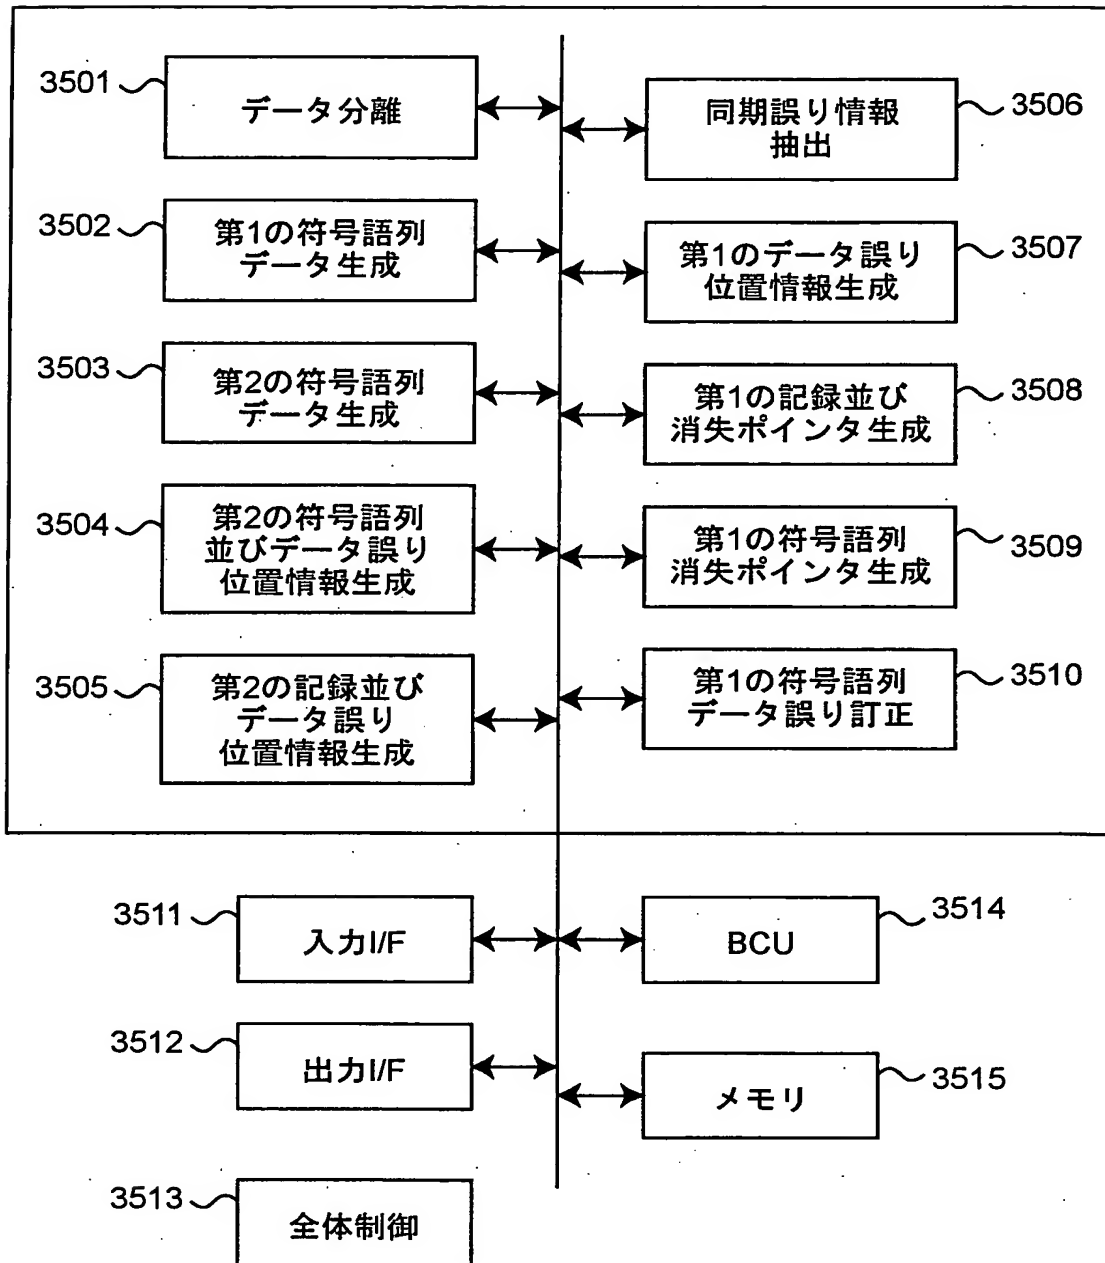 3501
データ分離
3502
第1の符号語列
データ生成
3503
第2の符号語列
データ生成
3504
第2の符号語列
並びデータ誤り
位置情報生成
3505
第2の記録並び
データ誤り
位置情報生成
3506
同期誤り情報
抽出
3507
第1のデータ誤り
位置情報生成
3508
第1の記録並び
消失ポインタ生成
3509
第1の符号語列
消失ポインタ生成
3510
第1の符号語列
データ誤り訂正
3511
入力I/F
3512
出力I/F
3513
全体制御
3514
BCU
3515
メモリ